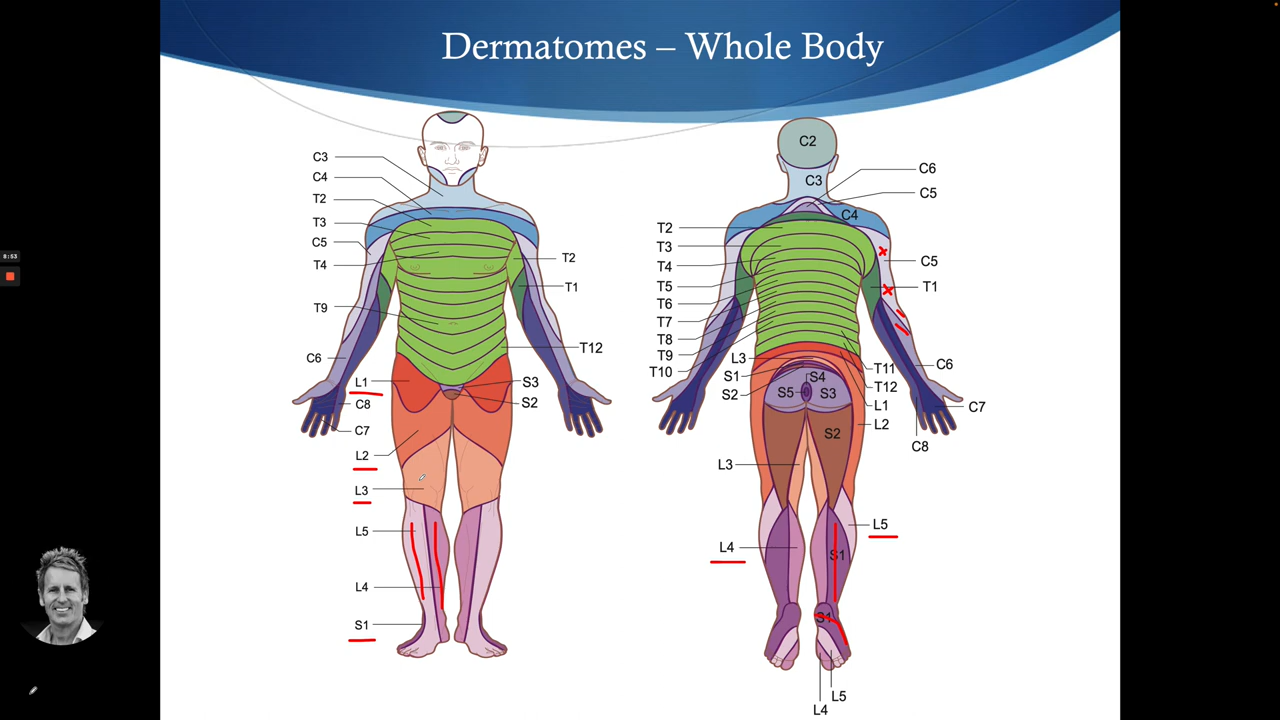 Dermatomes – Whole Body
8:53
C3
C4
T2
T3
C5
T4
T9
C6
L1
C8
C7
L2
L3
L5
L4
S1
T2
T1
T12
S3
S2
C2
C3
C4
C6
C5
T2
T3
T4
T5
T6
T7
T8
T9
T10
L3
S1
S2
S4
S5
S3
S2
L3
L4
C5
T1
C6
T11
T12
L1
L2
C7
C8
L5
S1
S1
L5
L4